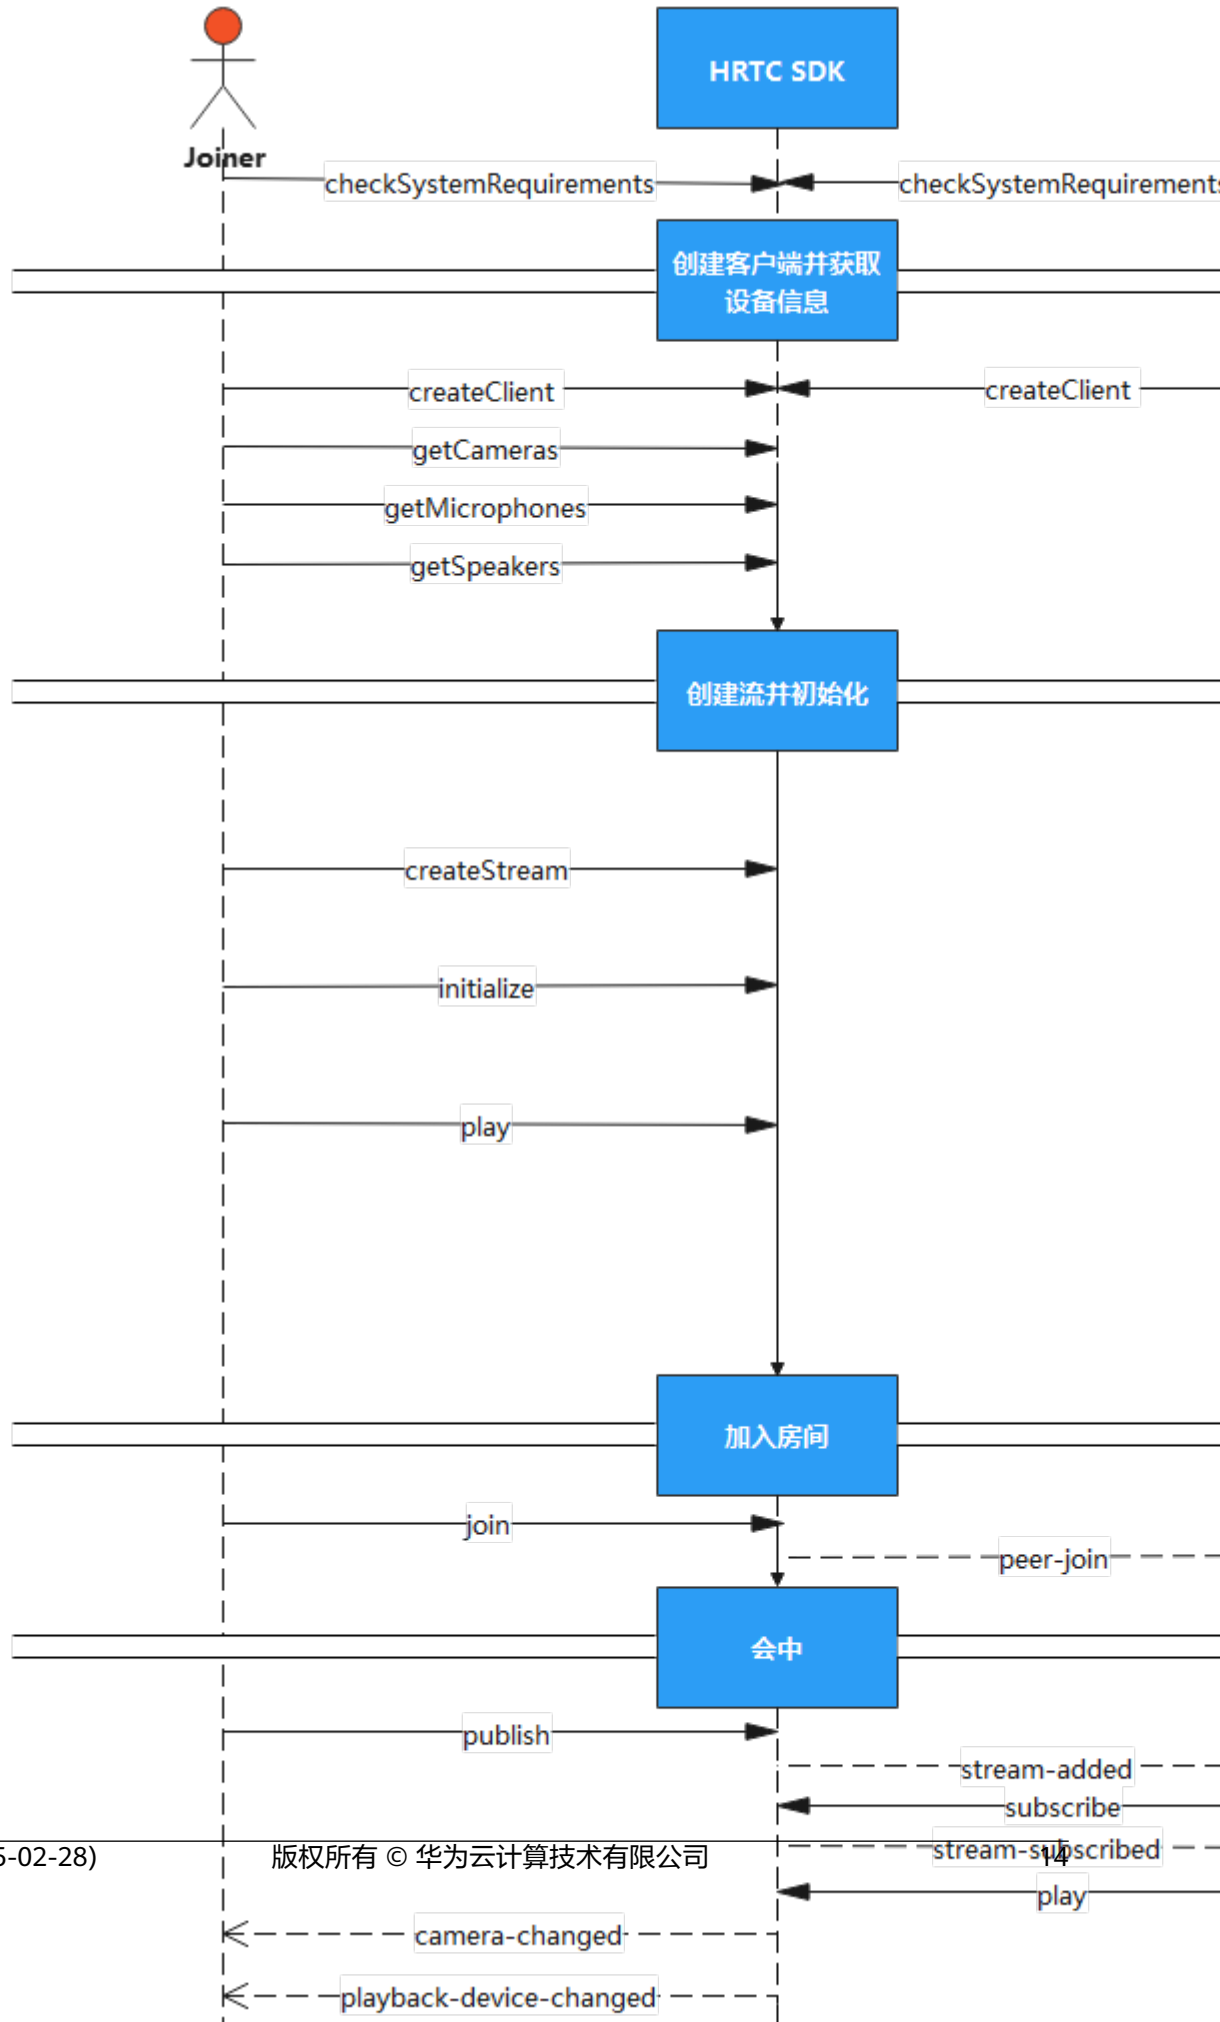 HRTC SDK
Joiner
checkSystemRequirements
checkSystemRequirements
创建客户端并获取
设备信息
createClient
createClient
getCameras
getMicrophones
getSpeakers
创建流并初始化
createStream
initialize
play
加入房间
join
peer-join
会中
publish
stream-added
subscribe
5-02-28)
版权所有 © 华为云计算技术有限公司
14
stream-subscribed
play
camera-changed
playback-device-changed